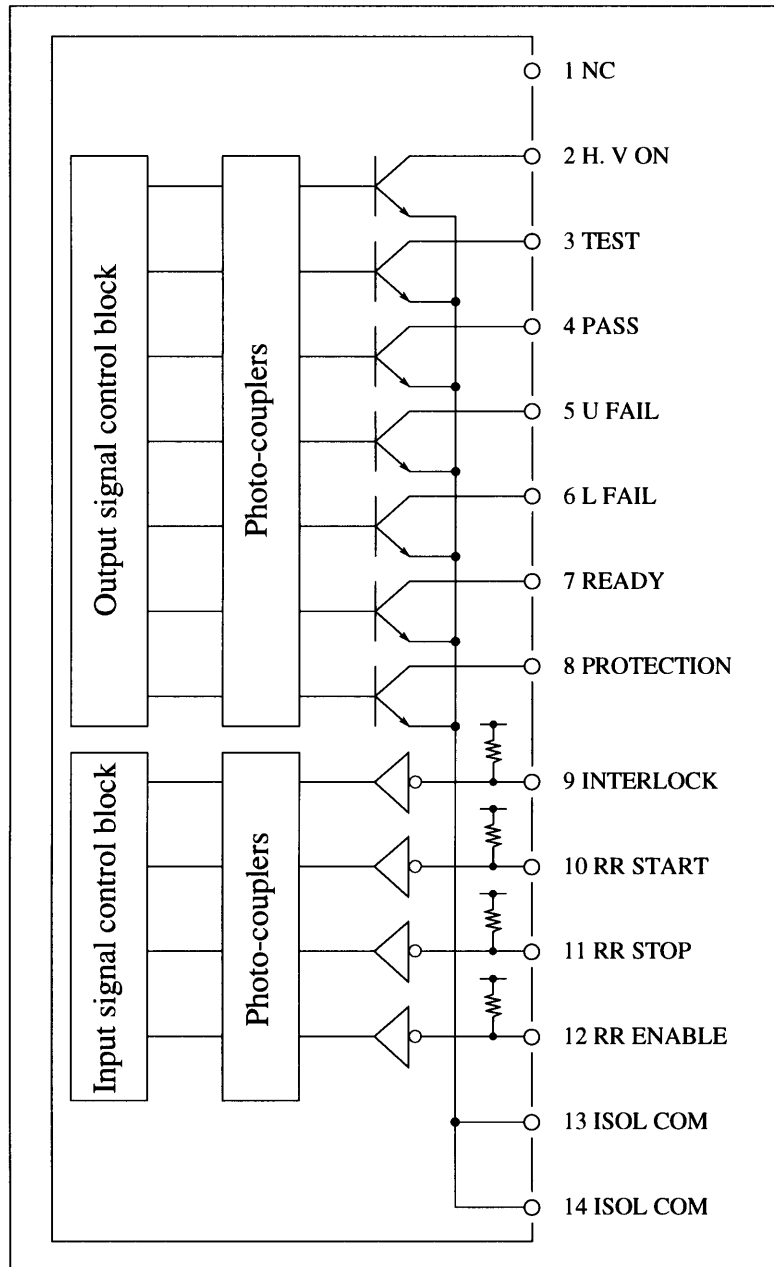 1 NC
2 H. V ON
3 TEST
4 PASS
5 U FAIL
6 L FAIL
7 READY
8 PROTECTION
Output signal control block
Photo-couplers
9 INTERLOCK
10 RR START
11 RR STOP
12 RR ENABLE
Input signal control block
Photo-couplers
13 ISOL COM
14 ISOL COM